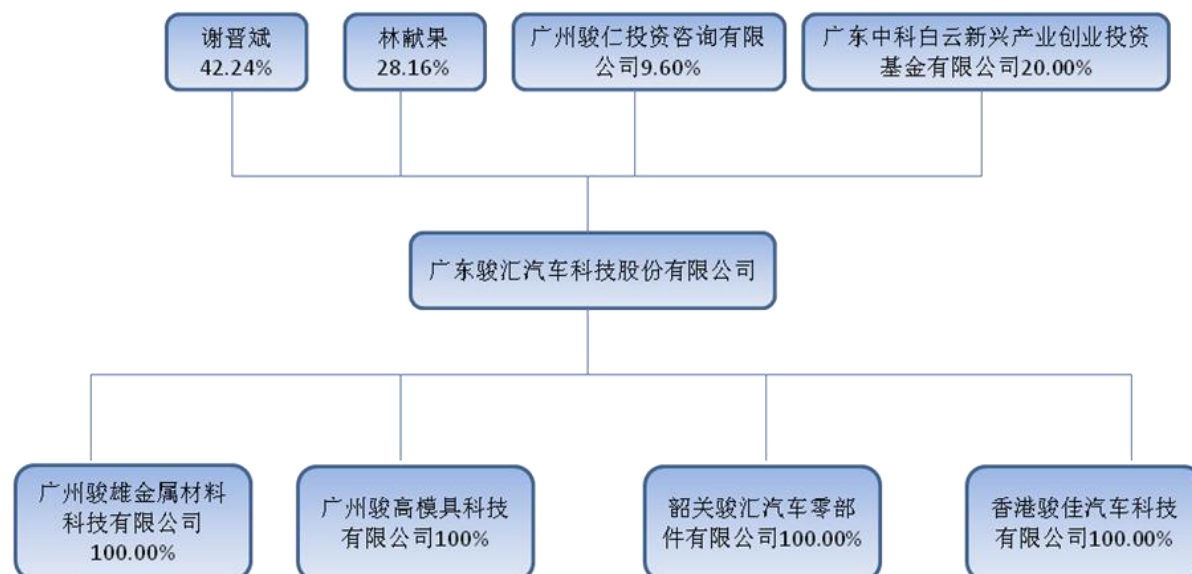 谢晋斌
42.24%
林献果
28.16%
广州骏仁投资咨询有限
公司9.60%
广东中科白云新兴产业创业投资
基金有限公司20.00%
广东骏汇汽车科技股份有限公司
广州骏雄金属材料
科技有限公司
100.00%
广州骏高模具科技
有限公司100%
韶关骏汇汽车零部
件有限公司100.00%
香港骏佳汽车科技
有限公司100.00%